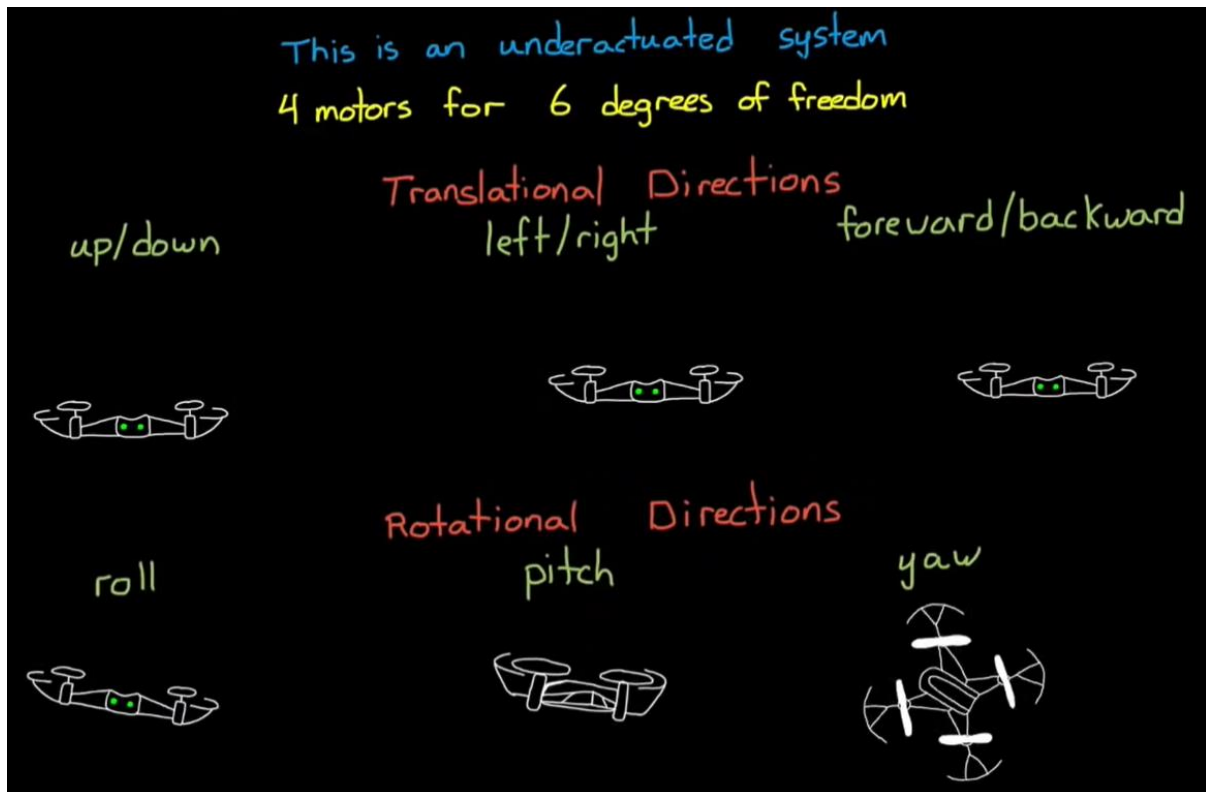 This is an underactuated system
4 motors for 6 degrees of freedom
Translational Directions
up/down left/right foreward/backward
Rotational Directions
roll pitch yaw